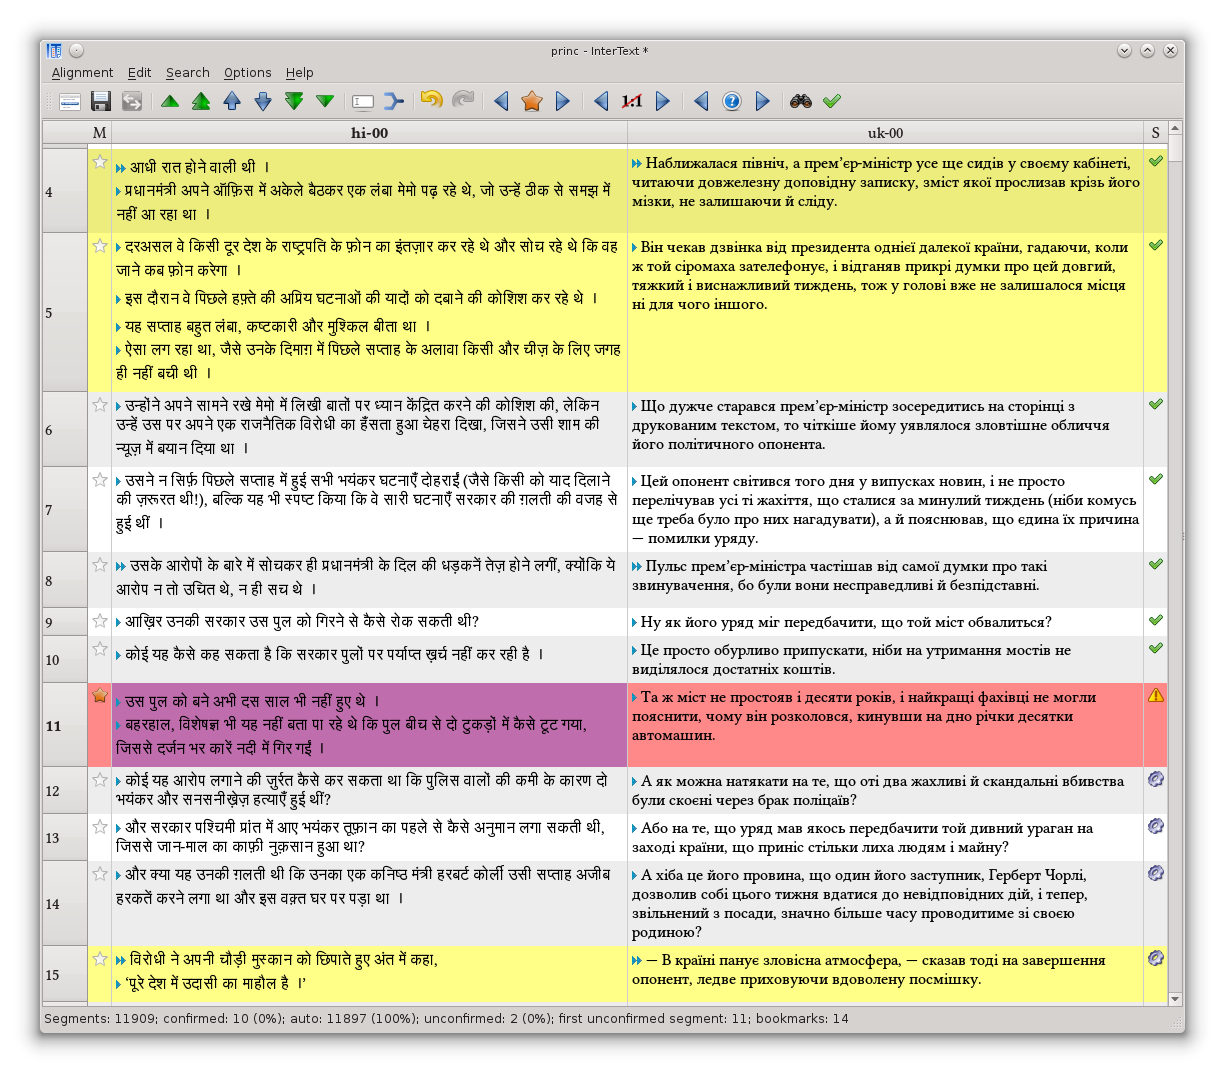 princ - InterText *
Alignment Edit Search Options Help
1:1
M hi-00 uk-00 S
4
आधी रात होने वाली थी ।
प्रधानमंत्री अपने ऑफ़िस में अकेले बैठकर एक लंबा मेमो पढ़ रहे थे, जो उन्हें ठीक से समझ में
नहीं आ रहा था ।
Наближалася північ, а прем’єр-міністр усе ще сидів у своєму кабінеті,
читаючи довжелезну доповідну записку, зміст якої прослизав крізь його
мізки, не залишаючи й сліду.
5
दरअसल वे किसी दूर देश के राष्ट्रपति के फ़ोन का इंतज़ार कर रहे थे और सोच रहे थे कि वह
जाने कब फ़ोन करेगा ।
इस दौरान वे पिछले हफ़्ते की अप्रिय घटनाओं की यादों को दबाने की कोशिश कर रहे थे ।
यह सप्ताह बहुत लंबा, कष्टकारी और मुश्किल बीता था ।
ऐसा लग रहा था, जैसे उनके दिमाग़ में पिछले सप्ताह के अलावा किसी और चीज़ के लिए जगह
ही नहीं बची थी ।
Він чекав дзвінка від президента однієї далекої країни, гадаючи, коли
ж той сіромаха зателефонує, і відганяв прикрі думки про цей довгий,
тяжкий і виснажливий тиждень, тож у голові вже не залишалося місця
ні для чого іншого.
6
उन्होंने अपने सामने रखे मेमो में लिखी बातों पर ध्यान केंद्रित करने की कोशिश की, लेकिन
उन्हें उस पर अपने एक राजनैतिक विरोधी का हँसता हुआ चेहरा दिखा, जिसने उसी शाम की
न्यूज़ में बयान दिया था ।
Що дужче старався прем’єр-міністр зосередитись на сторінці з
друкованим текстом, то чіткіше йому уявлялося зловтішне обличчя
його політичного опонента.
7
उसने न सिर्फ़ पिछले सप्ताह में हुई सभी भयंकर घटनाएँ दोहराईं (जैसे किसी को याद दिलाने
की ज़रूरत थी!), बल्कि यह भी स्पष्ट किया कि वे सारी घटनाएँ सरकार की ग़लती की वजह से
हुई थीं ।
Цей опонент світився того дня у випусках новин, і не просто
перелічував усі ті жахіття, що сталися за минулий тиждень (ніби комусь
ще треба було про них нагадувати), а й пояснював, що єдина їх причина
— помилки уряду.
8
उसके आरोपों के बारे में सोचकर ही प्रधानमंत्री के दिल की धड़कनें तेज़ होने लगीं, क्योंकि ये
आरोप न तो उचित थे, न ही सच थे ।
Пульс прем’єр-міністра частішав від самої думки про такі
звинувачення, бо були вони несправедливі й безпідставні.
9
आख़िर उनकी सरकार उस पुल को गिरने से कैसे रोक सकती थी?
Ну як його уряд міг передбачити, що той міст обвалиться?
10
कोई यह कैसे कह सकता है कि सरकार पुलों पर पर्याप्त ख़र्च नहीं कर रही है ।
Це просто обурливо припускати, ніби на утримання мостів не
виділялося достатніх коштів.
11
उस पुल को बने अभी दस साल भी नहीं हुए थे ।
बहरहाल, विशेषज्ञ भी यह नहीं बता पा रहे थे कि पुल बीच से दो टुकड़ों में कैसे टूट गया,
जिससे दर्जन भर कारें नदी में गिर गईं ।
Та ж міст не простояв і десяти років, і найкращі фахівці не могли
пояснити, чому він розколовся, кинувши на дно річки десятки
автомашин.
12
कोई यह आरोप लगाने की जुर्रत कैसे कर सकता था कि पुलिस वालों की कमी के कारण दो
भयंकर और सनसनीख़ेज़ हत्याएँ हुई थीं?
А як можна натякати на те, що оті два жахливі й скандальні вбивства
були скоєні через брак поліцаїв?
13
और सरकार पश्चिमी प्रांत में आए भयंकर तूफ़ान का पहले से कैसे अनुमान लगा सकती थी,
जिससे जान-माल का काफ़ी नुक़सान हुआ था?
Або на те, що уряд мав якось передбачити той дивний ураган на
заході країни, що приніс стільки лиха людям і майну?
14
और क्या यह उनकी ग़लती थी कि उनका एक कनिष्ठ मंत्री हरबर्ट कोर्ली उसी सप्ताह अजीब
हरकतें करने लगा था और इस वक़्त घर पर पड़ा था ।
А хіба це його провина, що один його заступник, Герберт Чорлі,
дозволив собі цього тижня вдатися до невідповідних дій, і тепер,
звільнений з посади, значно більше часу проводитиме зі своєю
родиною?
15
विरोधी ने अपनी चौड़ी मुस्कान को छिपाते हुए अंत में कहा,
‘पूरे देश में उदासी का माहौल है ।’
— В країні панує зловісна атмосфера, — сказав тоді на завершення
опонент, ледве приховуючи вдоволену посмішку.
Segments: 11909; confirmed: 10 (0%); auto: 11897 (100%); unconfirmed: 2 (0%); first unconfirmed segment: 11; bookmarks: 14